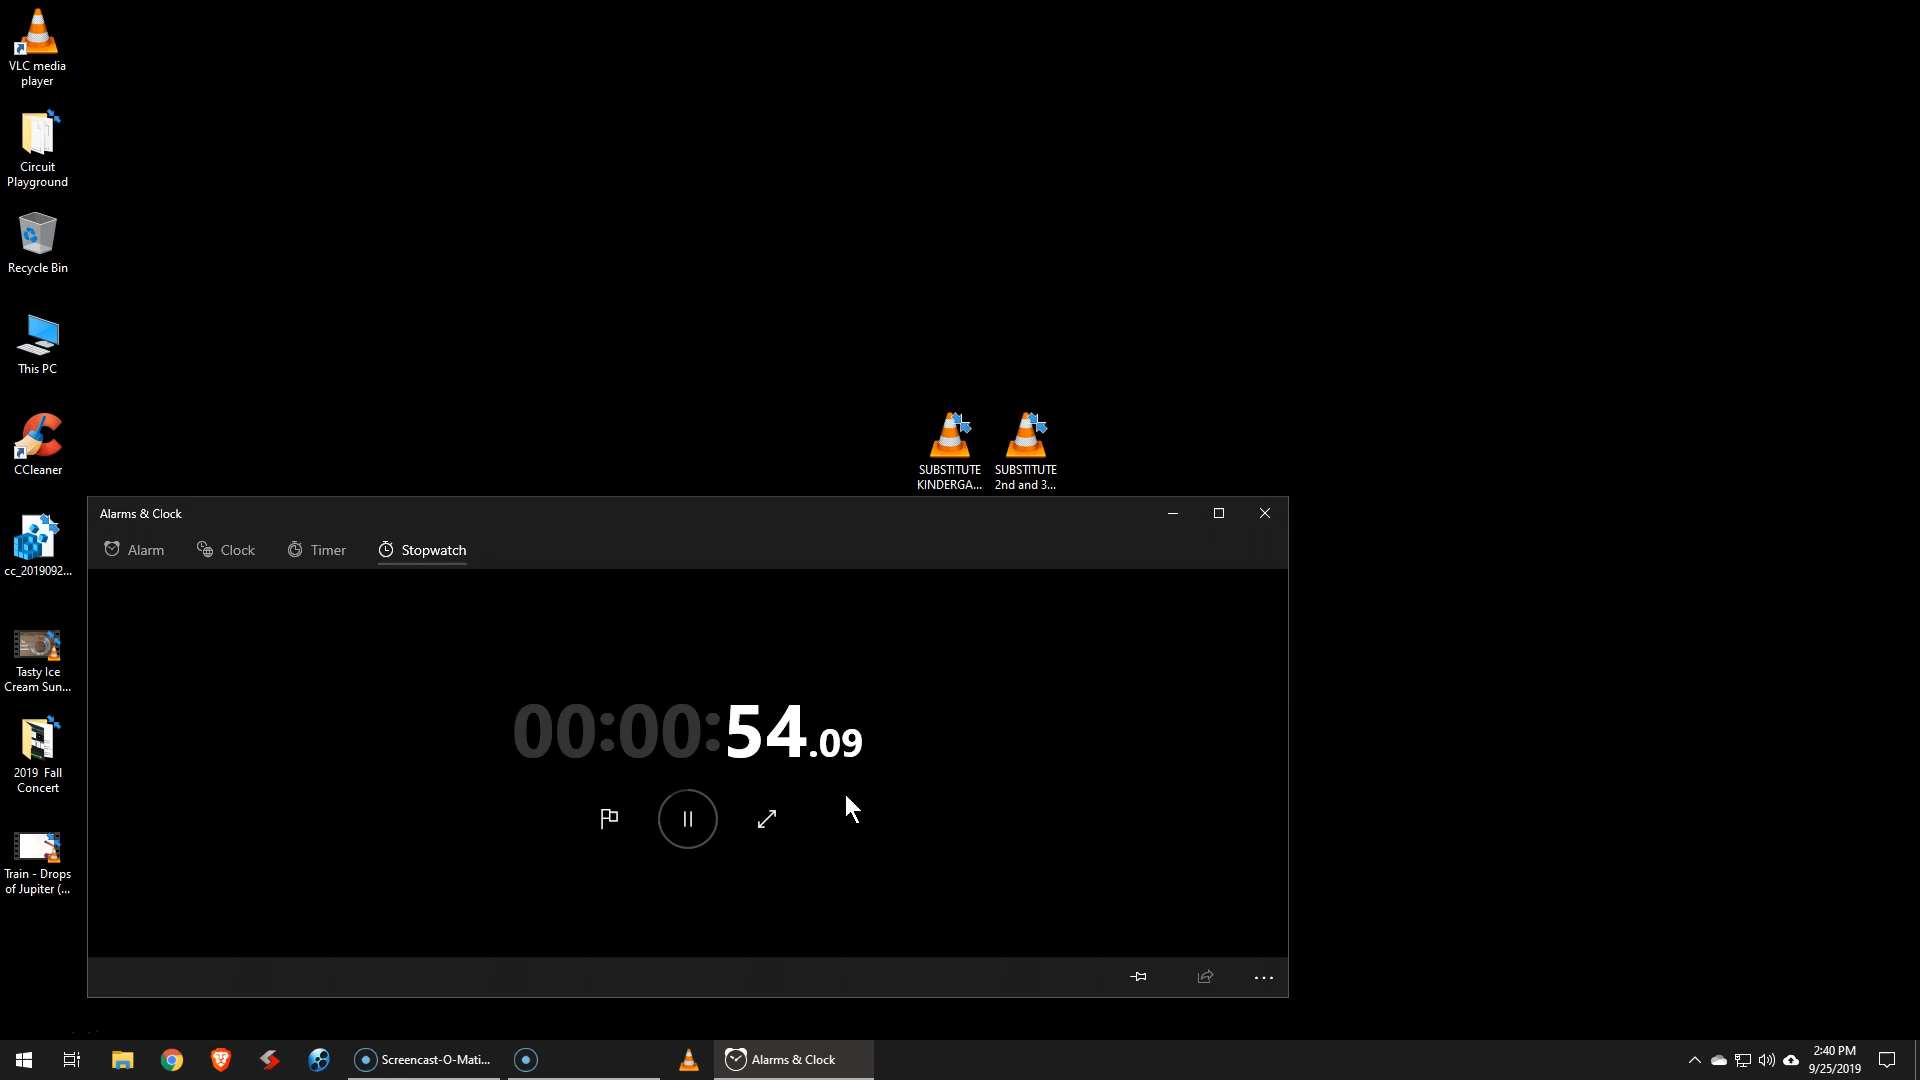 VLC media
player
Circuit
Playground
Recycle Bin
This PC
CCleaner
cc_2019092...
Tasty Ice
Cream Sun...
2019 Fall
Concert
Train - Drops
of Jupiter (...
SUBSTITUTE
KINDERGA...
SUBSTITUTE
2nd and 3...
Alarms & Clock
Alarm
Clock
Timer
Stopwatch
00:00:54.09
Screencast-O-Mati...
Alarms & Clock
2:40 PM
9/25/2019